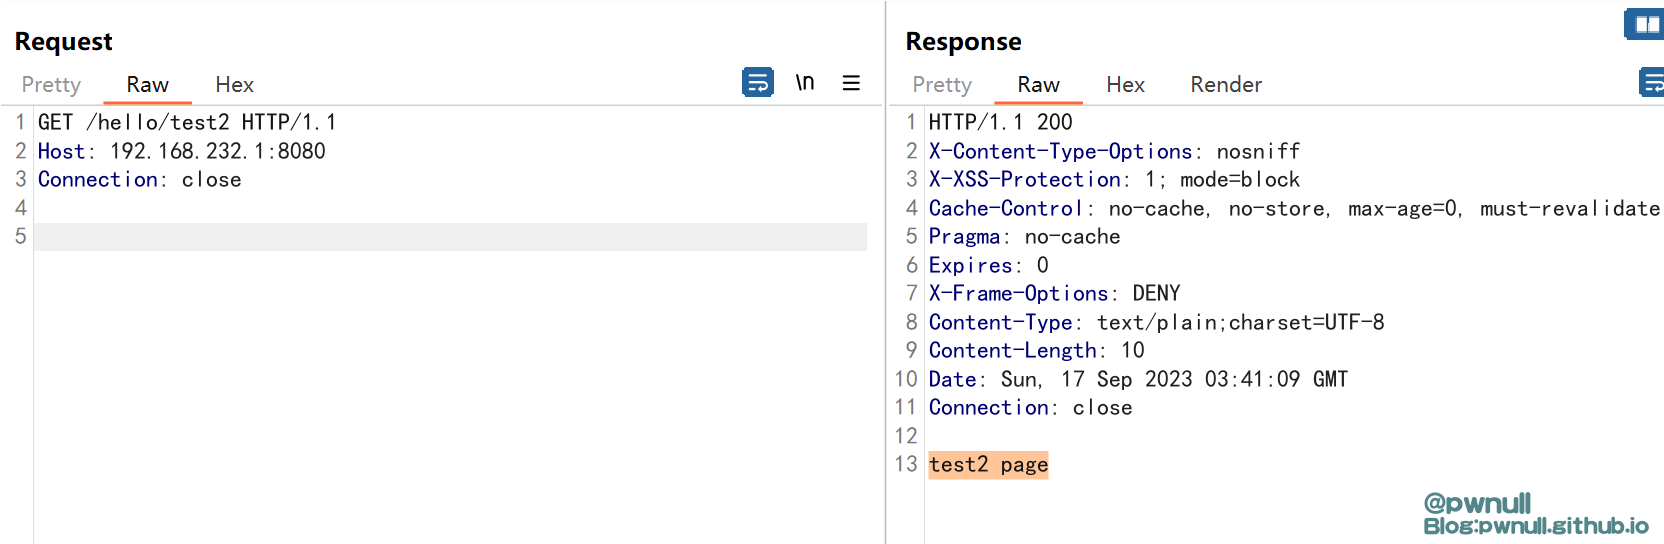 Request
Pretty Raw Hex
\n
1 GET /hello/test2 HTTP/1.1
2 Host: 192.168.232.1:8080
3 Connection: close
4
5
Response
Pretty Raw Hex Render
1 HTTP/1.1 200
2 X-Content-Type-Options: nosniff
3 X-XSS-Protection: 1; mode=block
4 Cache-Control: no-cache, no-store, max-age=0, must-revalidate
5 Pragma: no-cache
6 Expires: 0
7 X-Frame-Options: DENY
8 Content-Type: text/plain;charset=UTF-8
9 Content-Length: 10
10 Date: Sun, 17 Sep 2023 03:41:09 GMT
11 Connection: close
12
13 test2 page
@pwnull
Blog:pwnull.github.io